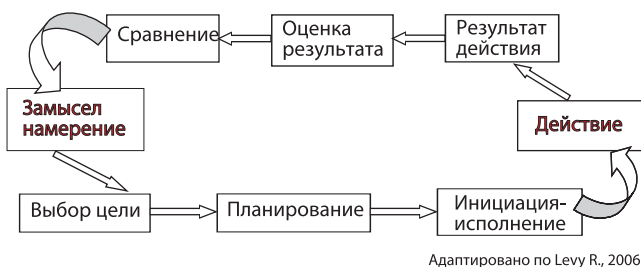 Сравнение
Оценка
результата
Результат
действия
Замысел
намерение
Действие
Выбор цели
Планирование
Инициация-
исполнение
Адаптировано по Levy R., 2006